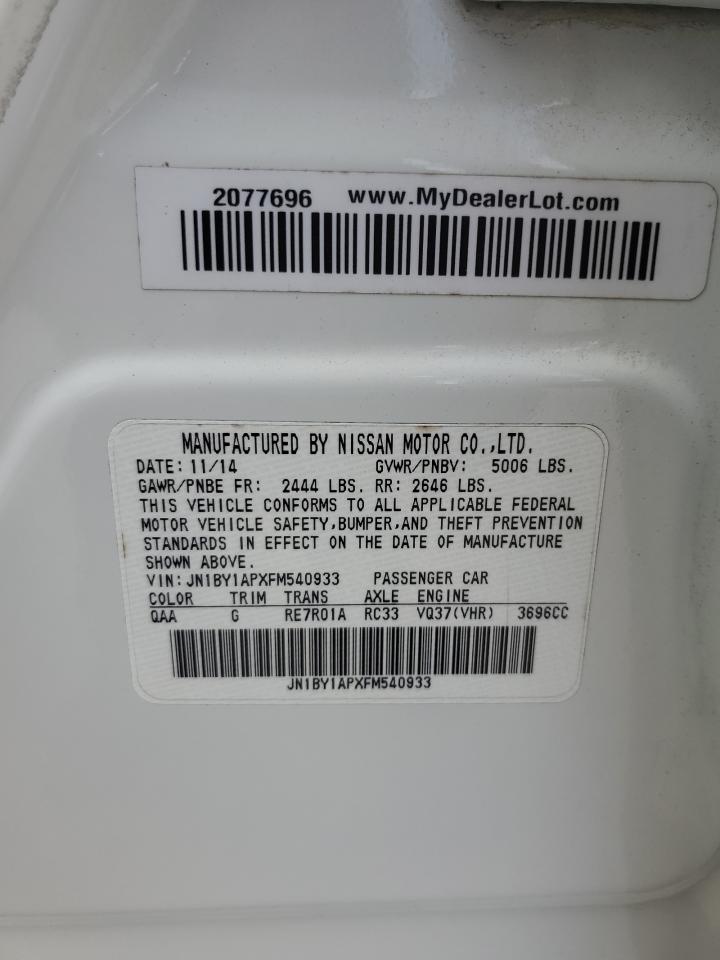 2077696 www.MyDealerLot.com
MANUFACTURED BY NISSAN MOTOR CO.,LTD.
DATE: 11/14 GVWR/PNBV: 5006 LBS.
GAWR/PNBE FR: 2444 LBS. RR: 2646 LBS.
THIS VEHICLE CONFORMS TO ALL APPLICABLE FEDERAL
MOTOR VEHICLE SAFETY,BUMPER,AND THEFT PREVENTION
STANDARDS IN EFFECT ON THE DATE OF MANUFACTURE
SHOWN ABOVE.
VIN: JN1BY1APXFM540933 PASSENGER CAR
COLOR TRIM TRANS AXLE ENGINE
QAA G RE7R01A RC33 VQ37(VHR) 3696CC
JN1BY1APXFM540933